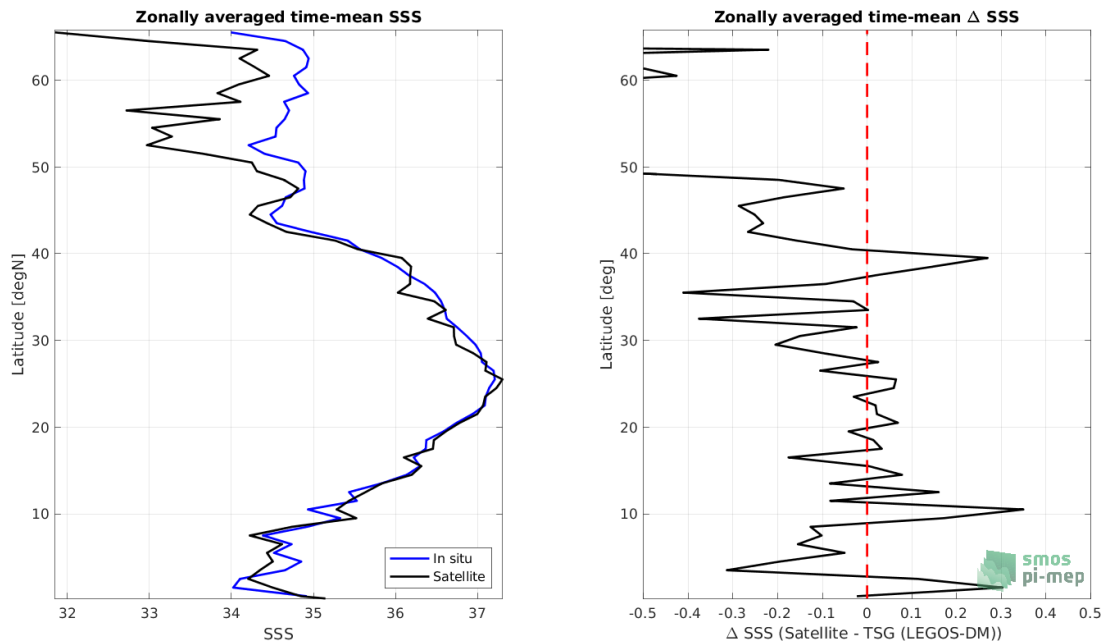 Zonally averaged time-mean SSS
Latitude [degN]
60
50
40
30
20
10
32 33 34 35 36 37
SSS
In situ
Satellite
Zonally averaged time-mean Δ SSS
Latitude [deg]
60
50
40
30
20
10
-0.5 -0.4 -0.3 -0.2 -0.1 0 0.1 0.2 0.3 0.4 0.5
Δ SSS (Satellite - TSG (LEGOS-DM))
smos
pi-mep